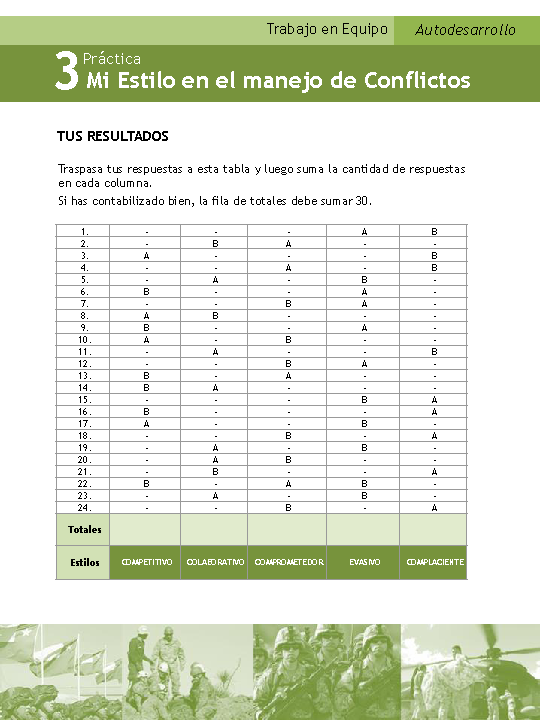 Trabajo en Equipo Autodesarrollo
3 Práctica
Mi Estilo en el manejo de Conflictos
TUS RESULTADOS
Traspasa tus respuestas a esta tabla y luego suma la cantidad de respuestas
en cada columna.
Si has contabilizado bien, la fila de totales debe sumar 30.
1. - - - A B
2. - B A - -
3. A - - - B
4. - - A - B
5. - A - B -
6. B - - A -
7. - - B A -
8. A B - - -
9. B - - A -
10. A - B - -
11. - A - - B
12. - - B A -
13. B - A - -
14. B A - - -
15. - - - B A
16. B - - - A
17. A - - B -
18. - - B - A
19. - A - B -
20. - A B - -
21. - B - - A
22. B - A B -
23. - A - B -
24. - - B - A
Totales
Estilos COMPETITIVO COLABORATIVO COMPROMETEDOR EVASIVO COMPLACIENTE